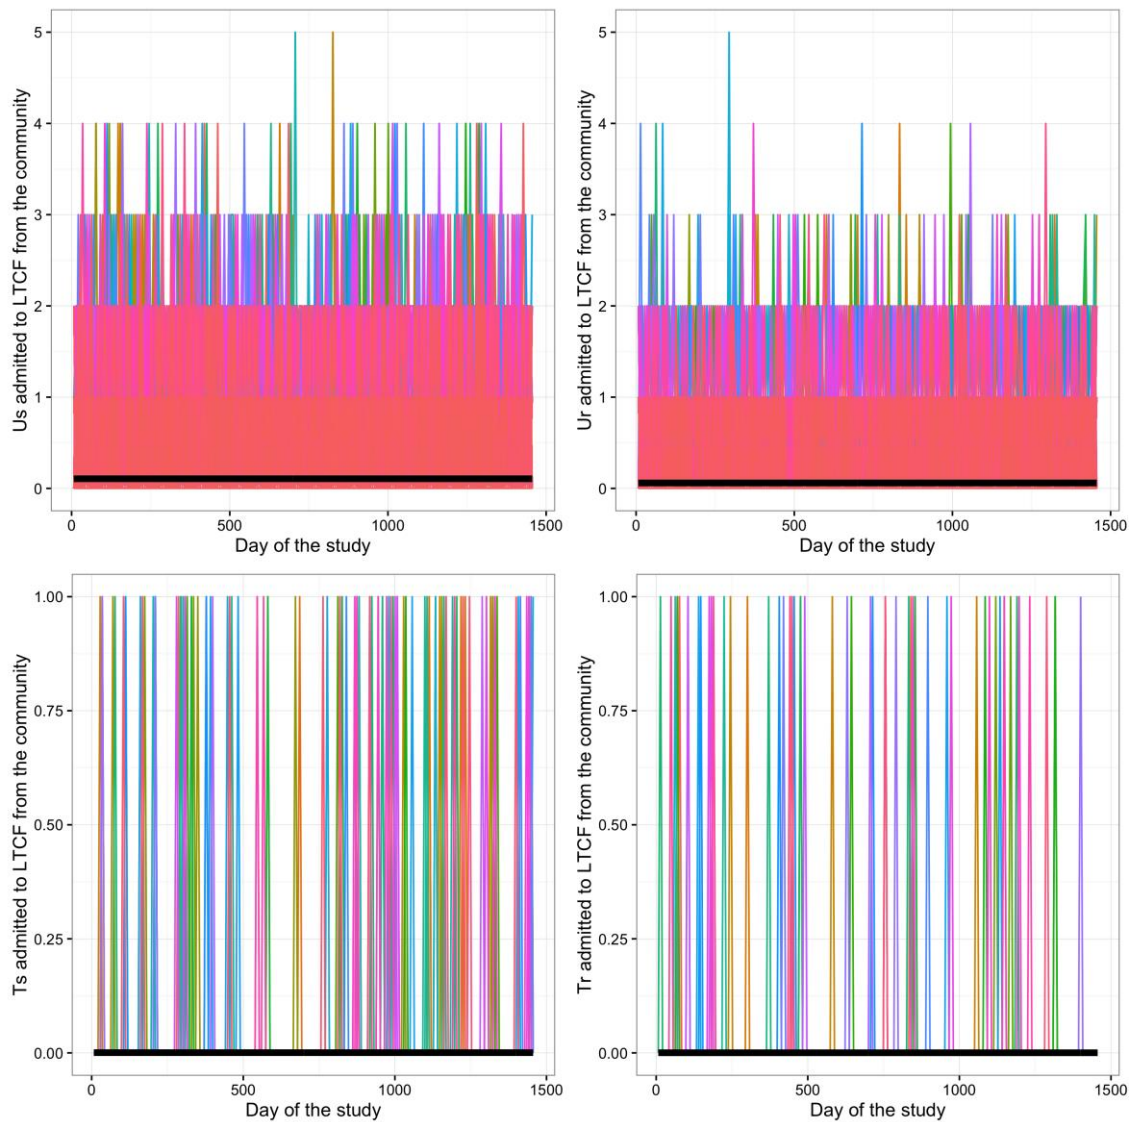 Us admitted to LTCF from the community
5
4
3
2
1
0
0 500 1000 1500
Day of the study
Ur admitted to LTCF from the community
5
4
3
2
1
0
0 500 1000 1500
Day of the study
Ts admitted to LTCF from the community
1.00
0.75
0.50
0.25
0.00
0 500 1000 1500
Day of the study
Tr admitted to LTCF from the community
1.00
0.75
0.50
0.25
0.00
0 500 1000 1500
Day of the study